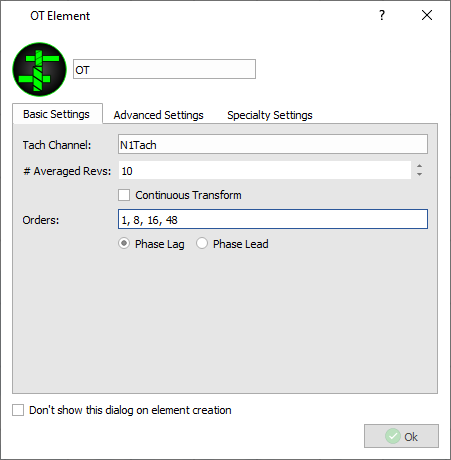 OT Element
?
OT
Basic Settings Advanced Settings Specialty Settings
Tach Channel: N1Tach
# Averaged Revs: 10
Continuous Transform
Orders: 1, 8, 16, 48
Phase Lag Phase Lead
Don't show this dialog on element creation
Ok